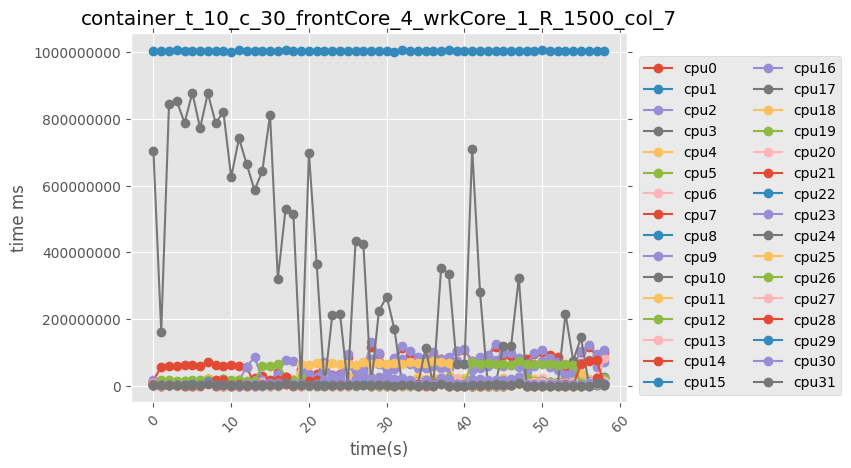 container_t_10_c_30_frontCore_4_wrkCore_1_R_1500_col_7
1000000000
800000000
600000000
400000000
200000000
0
time ms
0
10
20
30
40
50
60
time(s)
cpu0
cpu1
cpu2
cpu3
cpu4
cpu5
cpu6
cpu7
cpu8
cpu9
cpu10
cpu11
cpu12
cpu13
cpu14
cpu15
cpu16
cpu17
cpu18
cpu19
cpu20
cpu21
cpu22
cpu23
cpu24
cpu25
cpu26
cpu27
cpu28
cpu29
cpu30
cpu31